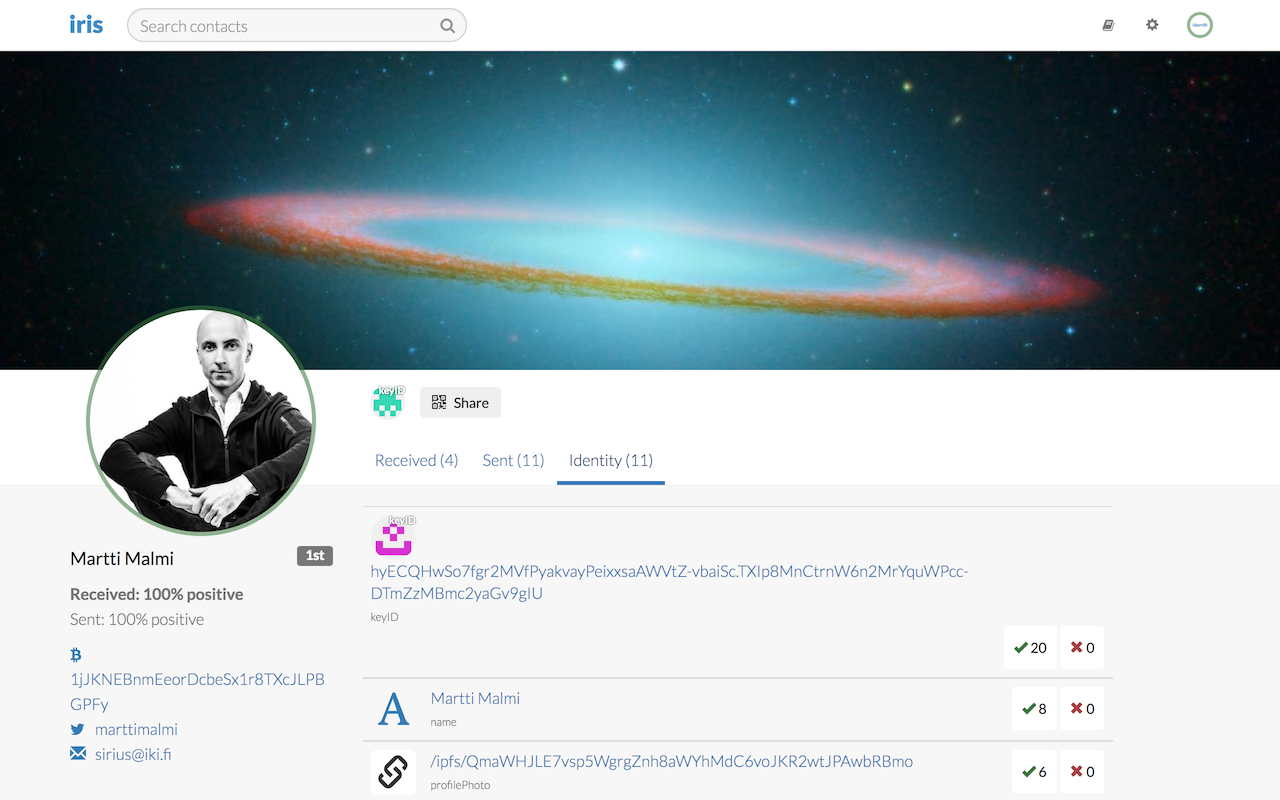 iris
Search contacts
keyID
Share
Received (4)
Sent (11)
Identity (11)
Martti Malmi
1st
Received: 100% positive
Sent: 100% positive
1jJKNEBnmEeorDcbeSx1r8TXcJLPB
GPFy
marttimalmi
sirius@iki.fi
keyID
hyECQHwSo7fgr2MVfPyakvayPeixxsaAWVtZ-vbaiSc.TXIp8MnCtrnW6n2MrYquWPcc-
DTmZzMBmc2yaGv9gIU
keyID
20
0
Martti Malmi
name
8
0
/ipfs/QmaWHJLE7vsp5WgrgZnh8aWYhMdC6voJKR2wtJPAwbRBmo
profilePhoto
6
0